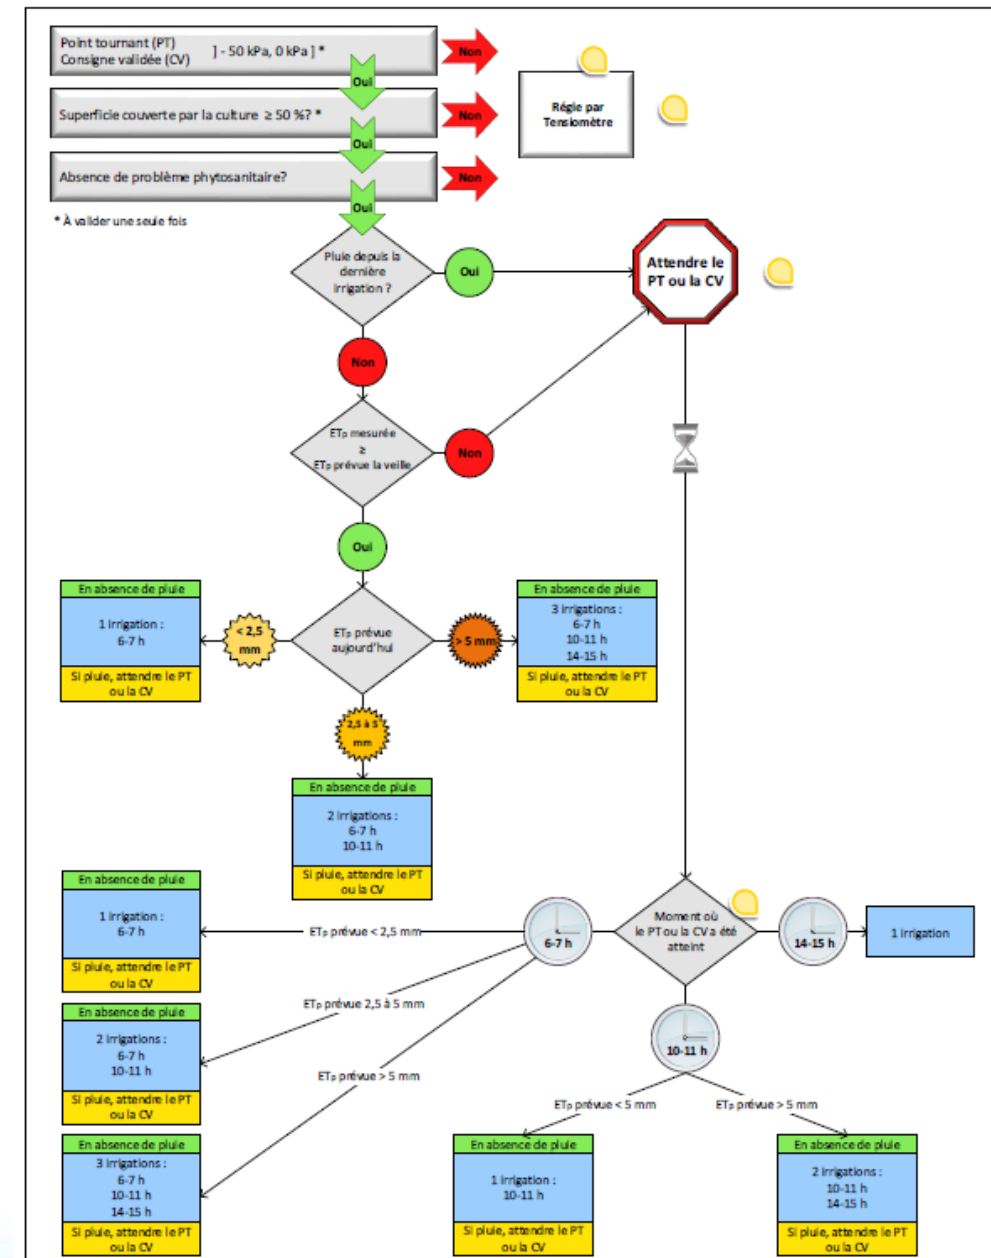 Point tournant (PT)
Consigne validée (CV)
] - 50 kPa, 0 kPa ] *
Non
Oui
Superficie couverte par la culture ≥ 50 %? *
Non
Oui
Absence de problème phytosanitaire?
Non
Oui
Régie par
Tensiomètre
* À valider une seule fois
Pluie depuis la
dernière
irrigation ?
Oui
Attendre le
PT ou la CV
Non
ETp mesurée
≥
ETp prévue la veille
Non
Oui
En absence de pluie
1 irrigation :
6-7 h
Si pluie, attendre le PT
ou la CV
< 2,5
mm
ETp prévue
aujourd'hui
> 5 mm
En absence de pluie
3 irrigations :
6-7 h
10-11 h
14-15 h
Si pluie, attendre le PT
ou la CV
2,5 à 5
mm
En absence de pluie
2 irrigations :
6-7 h
10-11 h
Si pluie, attendre le PT
ou la CV
En absence de pluie
1 irrigation :
6-7 h
Si pluie, attendre le PT
ou la CV
ETp prévue < 2,5 mm
6-7 h
Moment où
le PT ou la CV a été
atteint
14-15 h
1 irrigation
ETp prévue 2,5 à 5 mm
En absence de pluie
2 irrigations :
6-7 h
10-11 h
Si pluie, attendre le PT
ou la CV
10-11 h
ETp prévue > 5 mm
ETp prévue < 5 mm
ETp prévue > 5 mm
En absence de pluie
3 irrigations :
6-7 h
10-11 h
14-15 h
Si pluie, attendre le PT
ou la CV
En absence de pluie
1 irrigation :
10-11 h
Si pluie, attendre le PT
ou la CV
En absence de pluie
2 irrigations :
10-11 h
14-15 h
Si pluie, attendre le PT
ou la CV